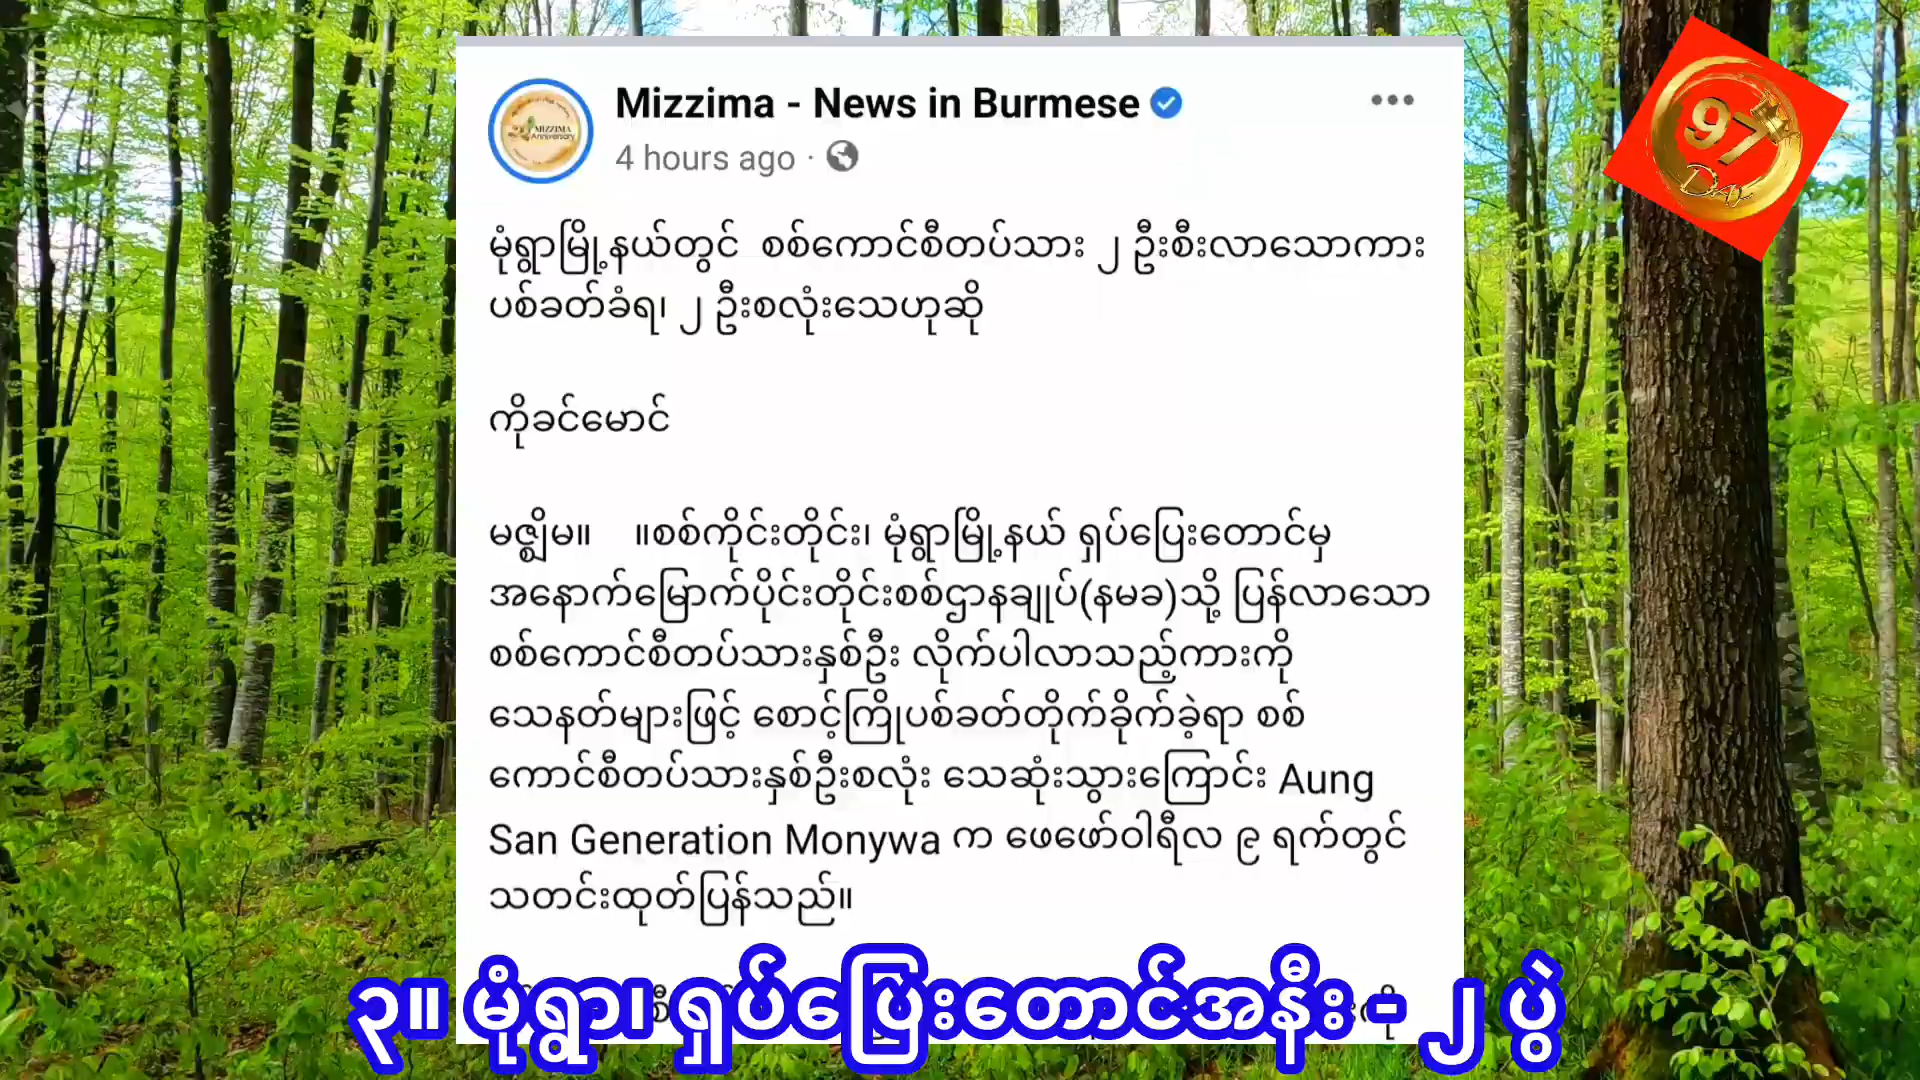 Mizzima - News in Burmese
4 hours ago ·
97
DAY
MIZZIMA
Anniversary
မုံရွာမြို့နယ်တွင် စစ်ကောင်စီတပ်သား ၂ ဦးစီးလာသောကား
ပစ်ခတ်ခံရ၊ ၂ ဦးစလုံးသေဟုဆို
ကိုခင်မောင်
မဇ္ဈိမ။ ။စစ်ကိုင်းတိုင်း၊ မုံရွာမြို့နယ် ရှပ်ပြေးတောင်မှ
အနောက်မြောက်ပိုင်းတိုင်းစစ်ဌာနချုပ်(နမခ)သို့ ပြန်လာသော
စစ်ကောင်စီတပ်သားနှစ်ဦး လိုက်ပါလာသည့်ကားကို
သေနတ်များဖြင့် စောင့်ကြိုပစ်ခတ်တိုက်ခိုက်ခဲ့ရာ စစ်
ကောင်စီတပ်သားနှစ်ဦးစလုံး သေဆုံးသွားကြောင်း Aung
San Generation Monywa က ဖေဖော်ဝါရီလ ၉ ရက်တွင်
သတင်းထုတ်ပြန်သည်။
၃။ မုံရွာ၊ ရှပ်ပြေးတောင်အနီး - ၂ ပွဲ